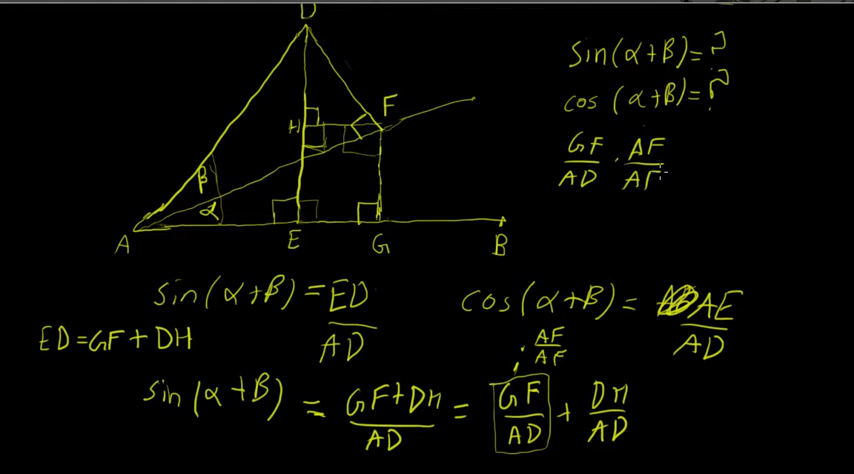 D
H
F
β
α
A
E
G
B
sin(α+β)=?
cos(α+β)=?
GF/AD · AF/AF
sin(α+β)=ED/AD
cos(α+β)=AE/AD
ED=GF+DH
· AF/AF
sin(α+β) = GF+DH/AD = GF/AD + DH/AD